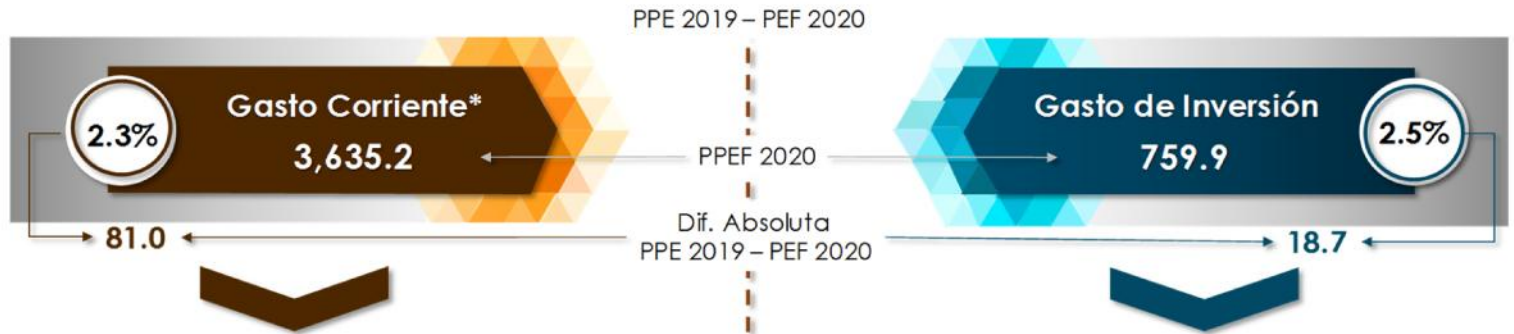 PPE 2019 – PEF 2020
2.3%
Gasto Corriente*
3,635.2
PPEF 2020
Gasto de Inversión
759.9
2.5%
81.0
Dif. Absoluta
PPE 2019 – PEF 2020
18.7